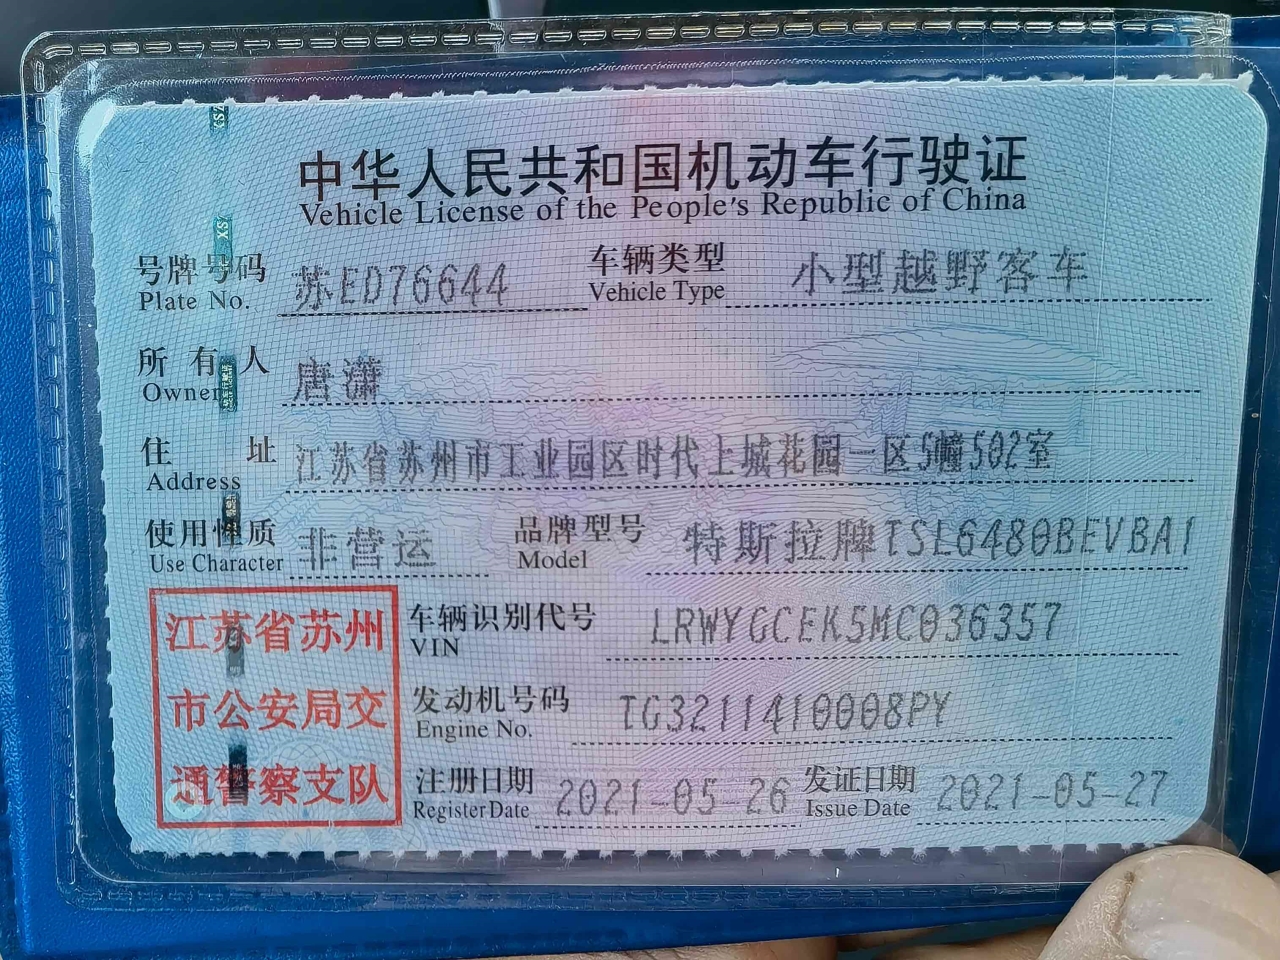 中华人民共和国机动车行驶证
Vehicle License of the People's Republic of China
号牌号码 苏ED76644 车辆类型 小型越野客车
Plate No. Vehicle Type
所有人 唐潇
Owner
住址 江苏省苏州市工业园区时代上城花园一区5幢502室
Address
使用性质 非营运 品牌型号 特斯拉牌TSL6480BEVBA1
Use Character Model
江苏省苏州
市公安局交
通警察支队
车辆识别代号 LRWYGCEK5MC036357
VIN
发动机号码 TG3211410008PY
Engine No.
注册日期 2021-05-26 发证日期 2021-05-27
Register Date Issue Date